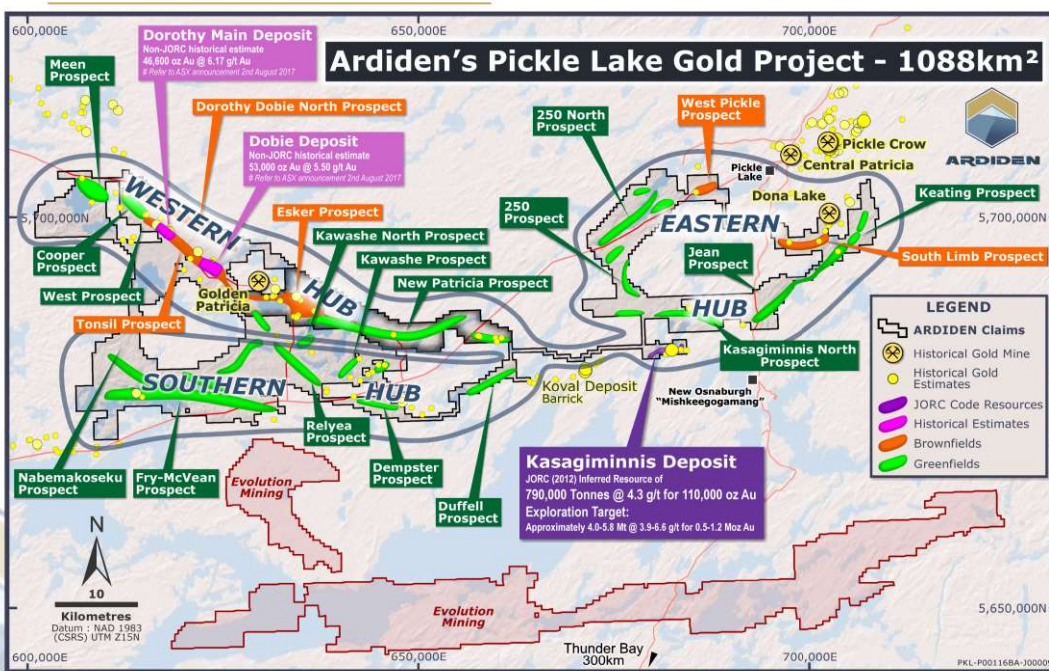 600,000E
650,000E
700,000E
Ardiden's Pickle Lake Gold Project - 1088km²
Dorothy Main Deposit
Non-JORC historical estimate
46,600 oz Au @ 6.17 g/t Au
# Refer to ASX announcement 2nd August 2017
Meen
Prospect
Dorothy Dobie North Prospect
Dobie Deposit
Non-JORC historical estimate
53,000 oz Au @ 5.50 g/t Au
# Refer to ASX announcement 2nd August 2017
West Pickle
Prospect
250 North
Prospect
Pickle Crow
Central Patricia
Pickle
Lake
ARDIDEN
Dona Lake
Keating Prospect
5,700,000N
5,700,000N
WESTERN
HUB
Esker Prospect
250
Prospect
EASTERN
HUB
Kawashe North Prospect
Jean
Prospect
Cooper
Prospect
Kawashe Prospect
South Limb Prospect
West Prospect
Golden
Patricia
New Patricia Prospect
Tonsil Prospect
Kasagiminnis North
Prospect
SOUTHERN
HUB
Koval Deposit
Barrick
New Osnaburgh
"Mishkeegogamang"
Relyea
Prospect
Nabemakoseku
Prospect
Fry-McVean
Prospect
Dempster
Prospect
Duffell
Prospect
Kasagiminnis Deposit
JORC (2012) Inferred Resource of
790,000 Tonnes @ 4.3 g/t for 110,000 oz Au
Exploration Target:
Approximately 4.0-5.8 Mt @ 3.9-6.6 g/t for 0.5-1.2 Moz Au
LEGEND
ARDIDEN Claims
Historical Gold Mine
Historical Gold
Estimates
JORC Code Resources
Historical Estimates
Brownfields
Greenfields
Evolution
Mining
Evolution
Mining
N
10
Kilometres
Datum : NAD 1983
(CSRS) UTM Z15N
5,650,000N
600,000E
650,000E
Thunder Bay
300km
700,000E